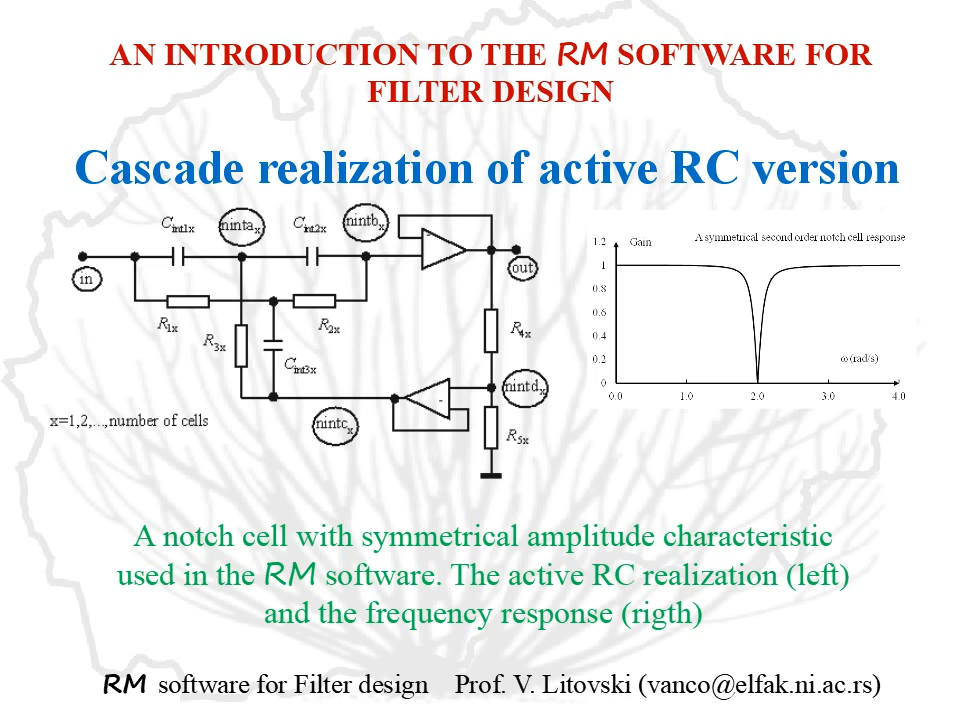 AN INTRODUCTION TO THE RM SOFTWARE FOR
FILTER DESIGN
Cascade realization of active RC version
Cint1x
nintax
Cint2x
nintbx
in
out
R1x
R2x
R3x
R4x
Cint3x
nintdx
nintcx
R5x
-
-
x=1,2,...,number of cells
Gain
A symmetrical second order notch cell response
1.2
1
0.8
0.6
0.4
0.2
0
ω (rad/s)
0.0 1.0 2.0 3.0 4.0
A notch cell with symmetrical amplitude characteristic
used in the RM software. The active RC realization (left)
and the frequency response (rigth)
RM software for Filter design Prof. V. Litovski (vanco@elfak.ni.ac.rs)